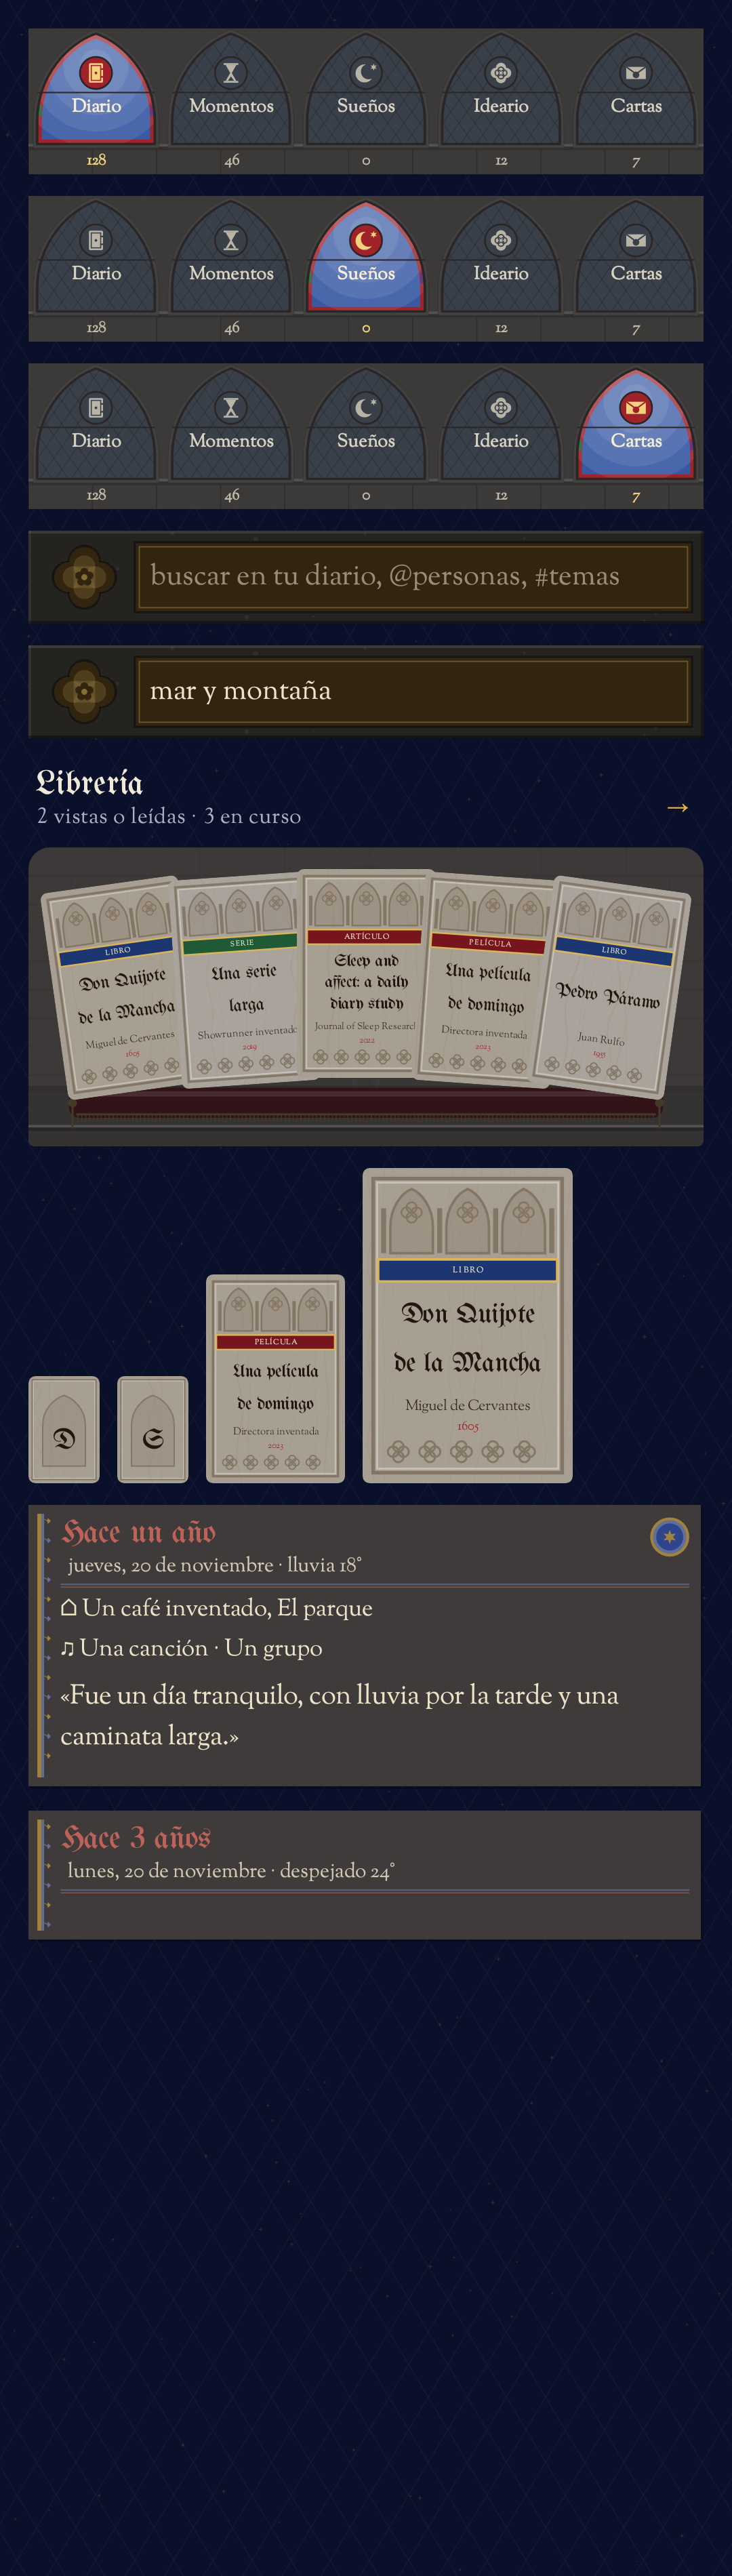 Diario Momentos Sueños Ideario Cartas
128 46 0 12 7
Diario Momentos Sueños Ideario Cartas
128 46 0 12 7
Diario Momentos Sueños Ideario Cartas
128 46 0 12 7
buscar en tu diario, @personas, #temas
mar y montaña
Librería
2 vistas o leídas · 3 en curso
→
LIBRO
Don Quijote
de la Mancha
Miguel de Cervantes
1605
SERIE
Una serie
larga
Showrunner inventado
2019
ARTÍCULO
Sleep and
affect: a daily
diary study
Journal of Sleep Research
2022
PELÍCULA
Una película
de domingo
Directora inventada
2023
LIBRO
Pedro Páramo
Juan Rulfo
1955
D
S
PELÍCULA
Una película
de domingo
Directora inventada
2023
LIBRO
Don Quijote
de la Mancha
Miguel de Cervantes
1605
Hace un año
jueves, 20 de noviembre · lluvia 18°
Un café inventado, El parque
♫ Una canción · Un grupo
«Fue un día tranquilo, con lluvia por la tarde y una
caminata larga.»
Hace 3 años
lunes, 20 de noviembre · despejado 24°